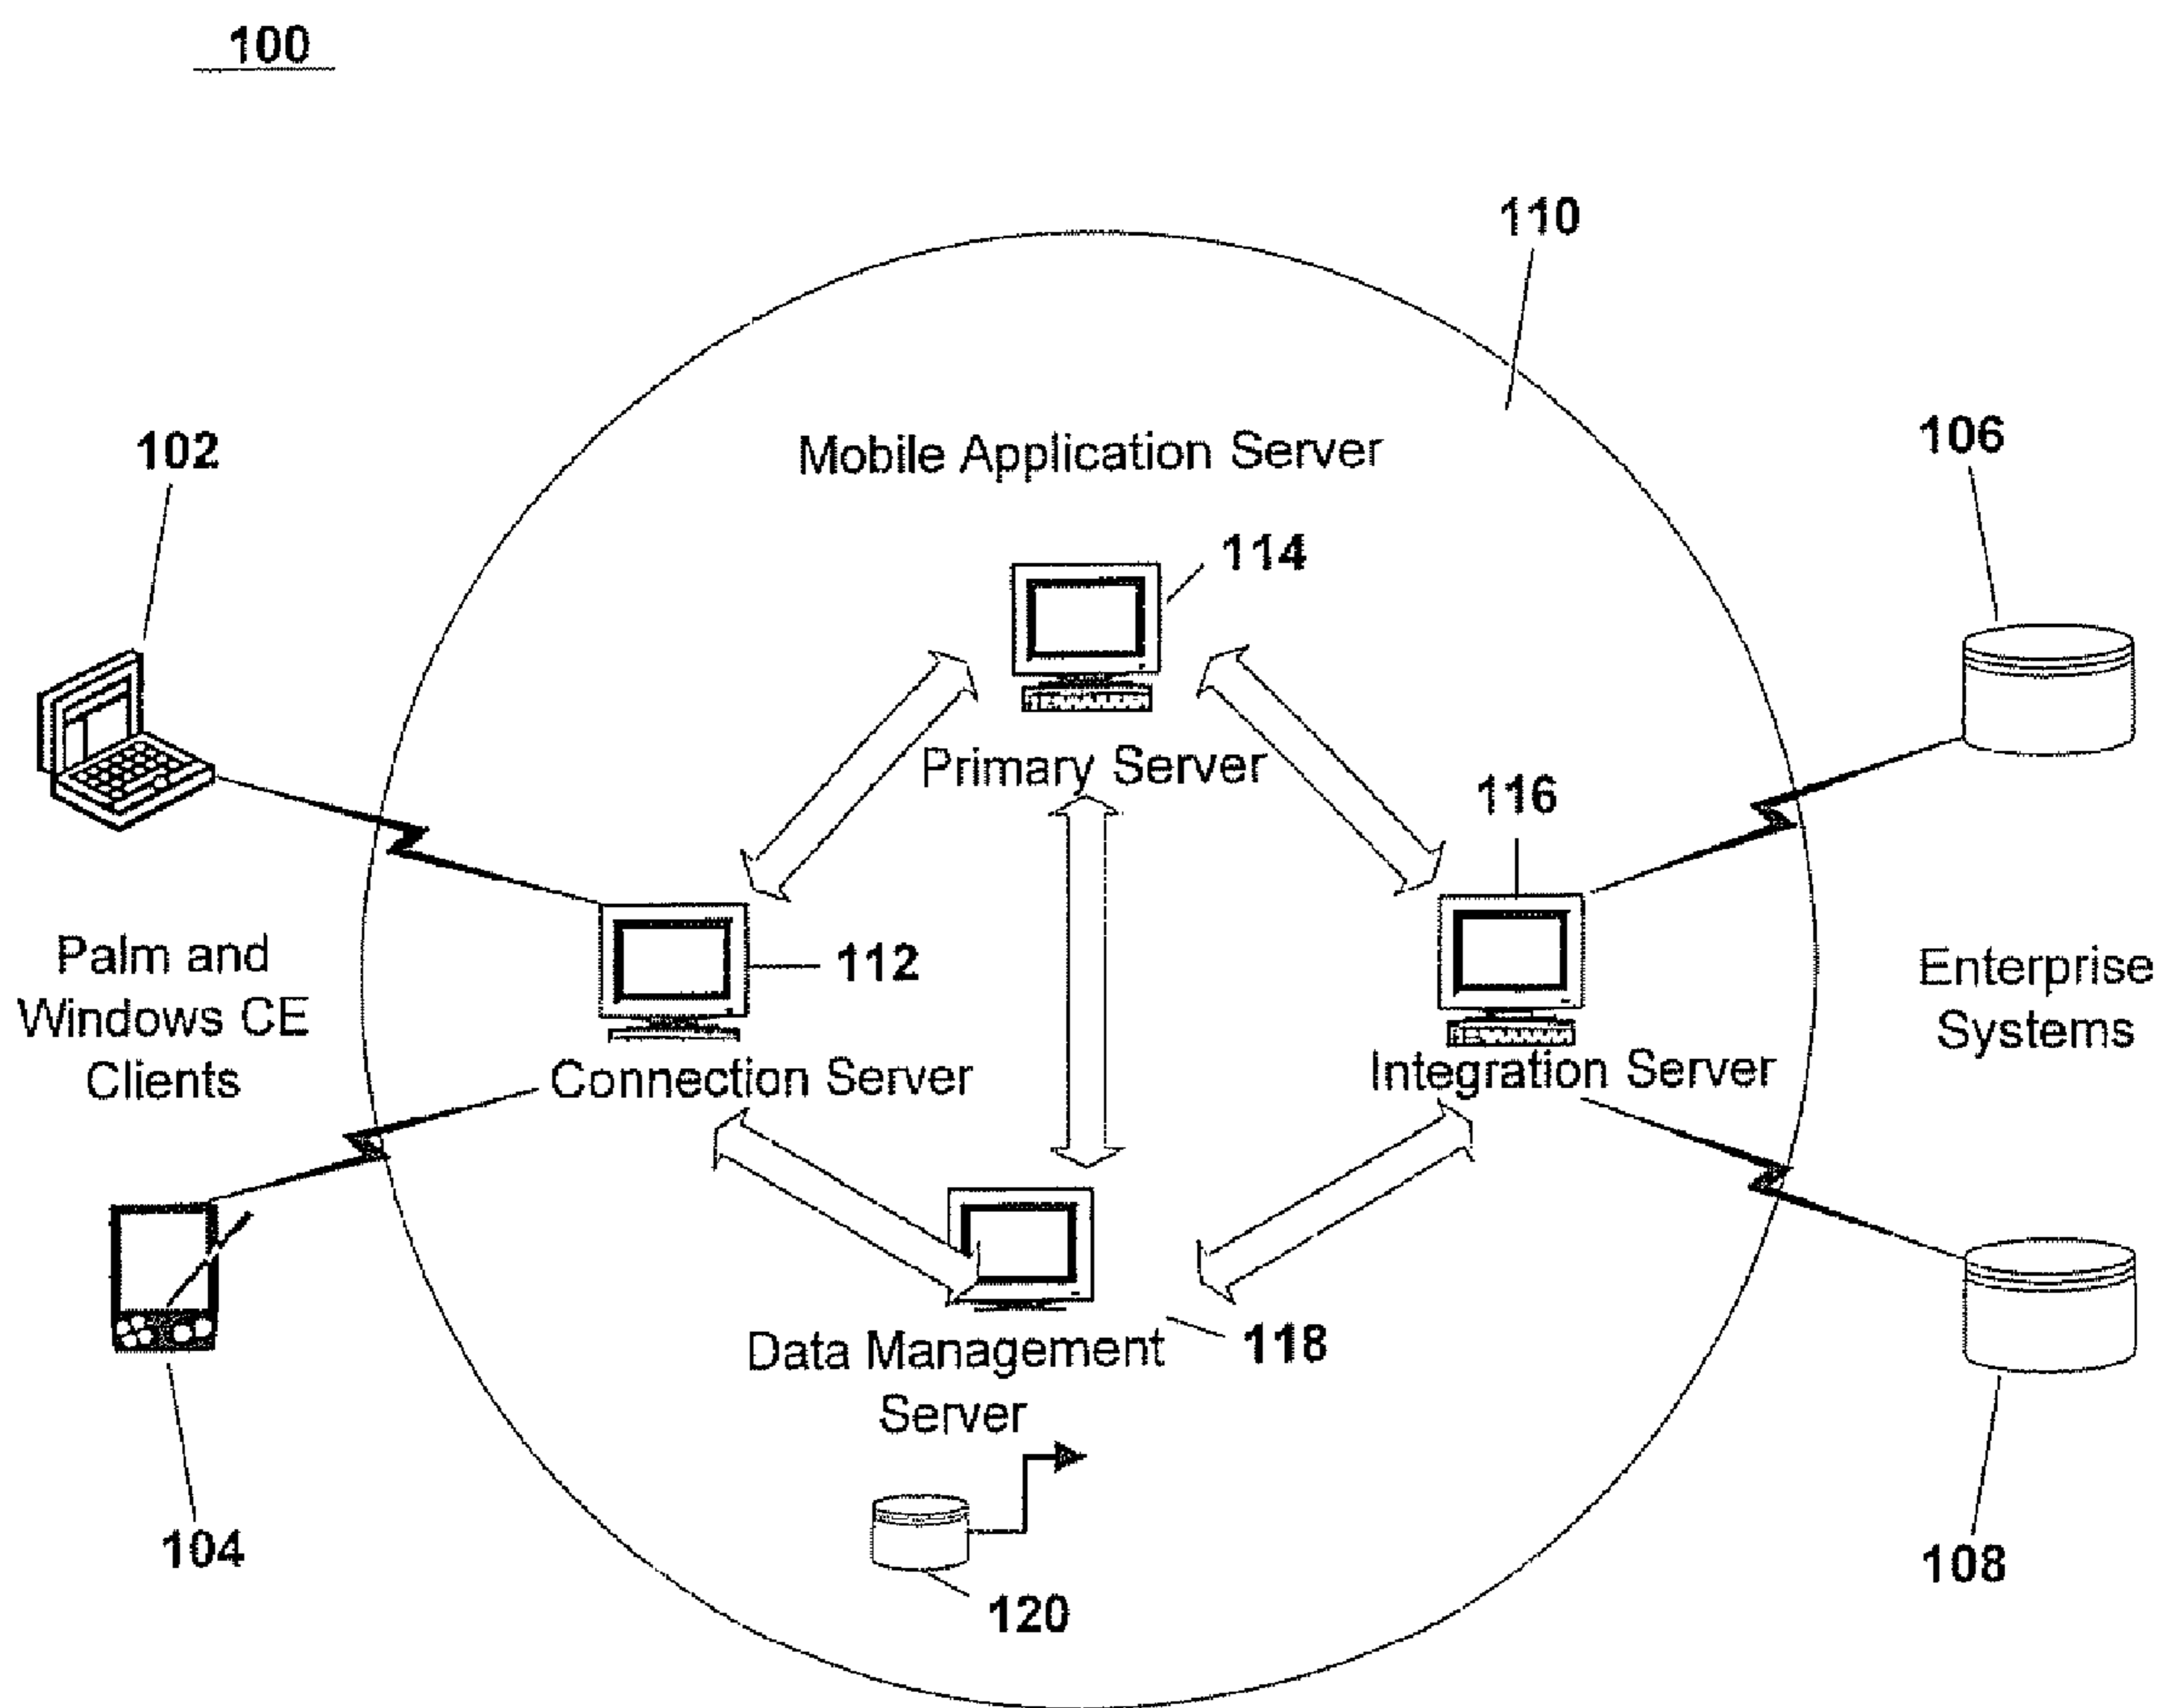 100
110
102
106
Mobile Application Server
114
Primary Server
116
112
Palm and
Windows CE
Clients
Enterprise
Systems
Connection Server
Integration Server
Data Management
Server
118
104
108
120